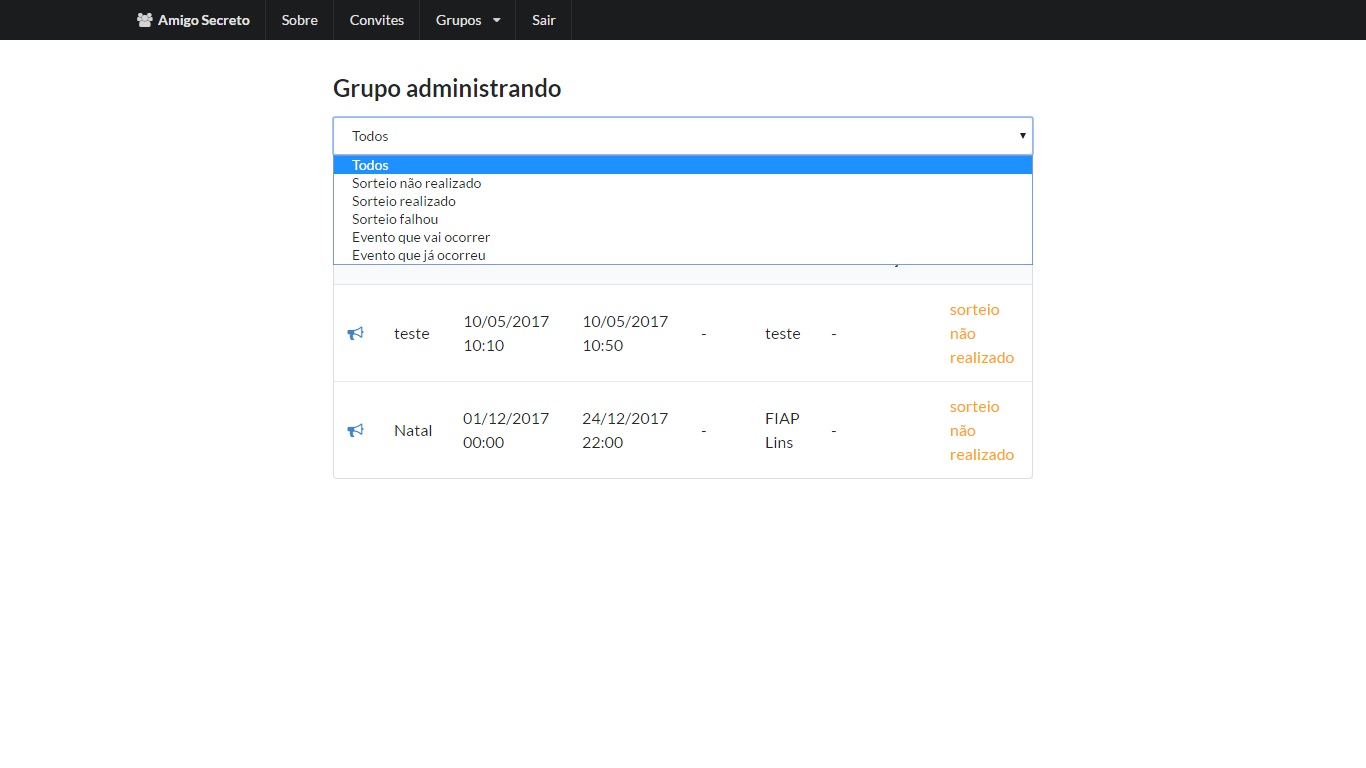 Amigo Secreto Sobre Convites Grupos Sair
Grupo administrando
Todos
Todos
Sorteio não realizado
Sorteio realizado
Sorteio falhou
Evento que vai ocorrer
Evento que já ocorreu
teste 10/05/2017 10/05/2017 - teste - sorteio
10:10 10:50 não
realizado
Natal 01/12/2017 24/12/2017 - FIAP - sorteio
00:00 22:00 Lins não
realizado